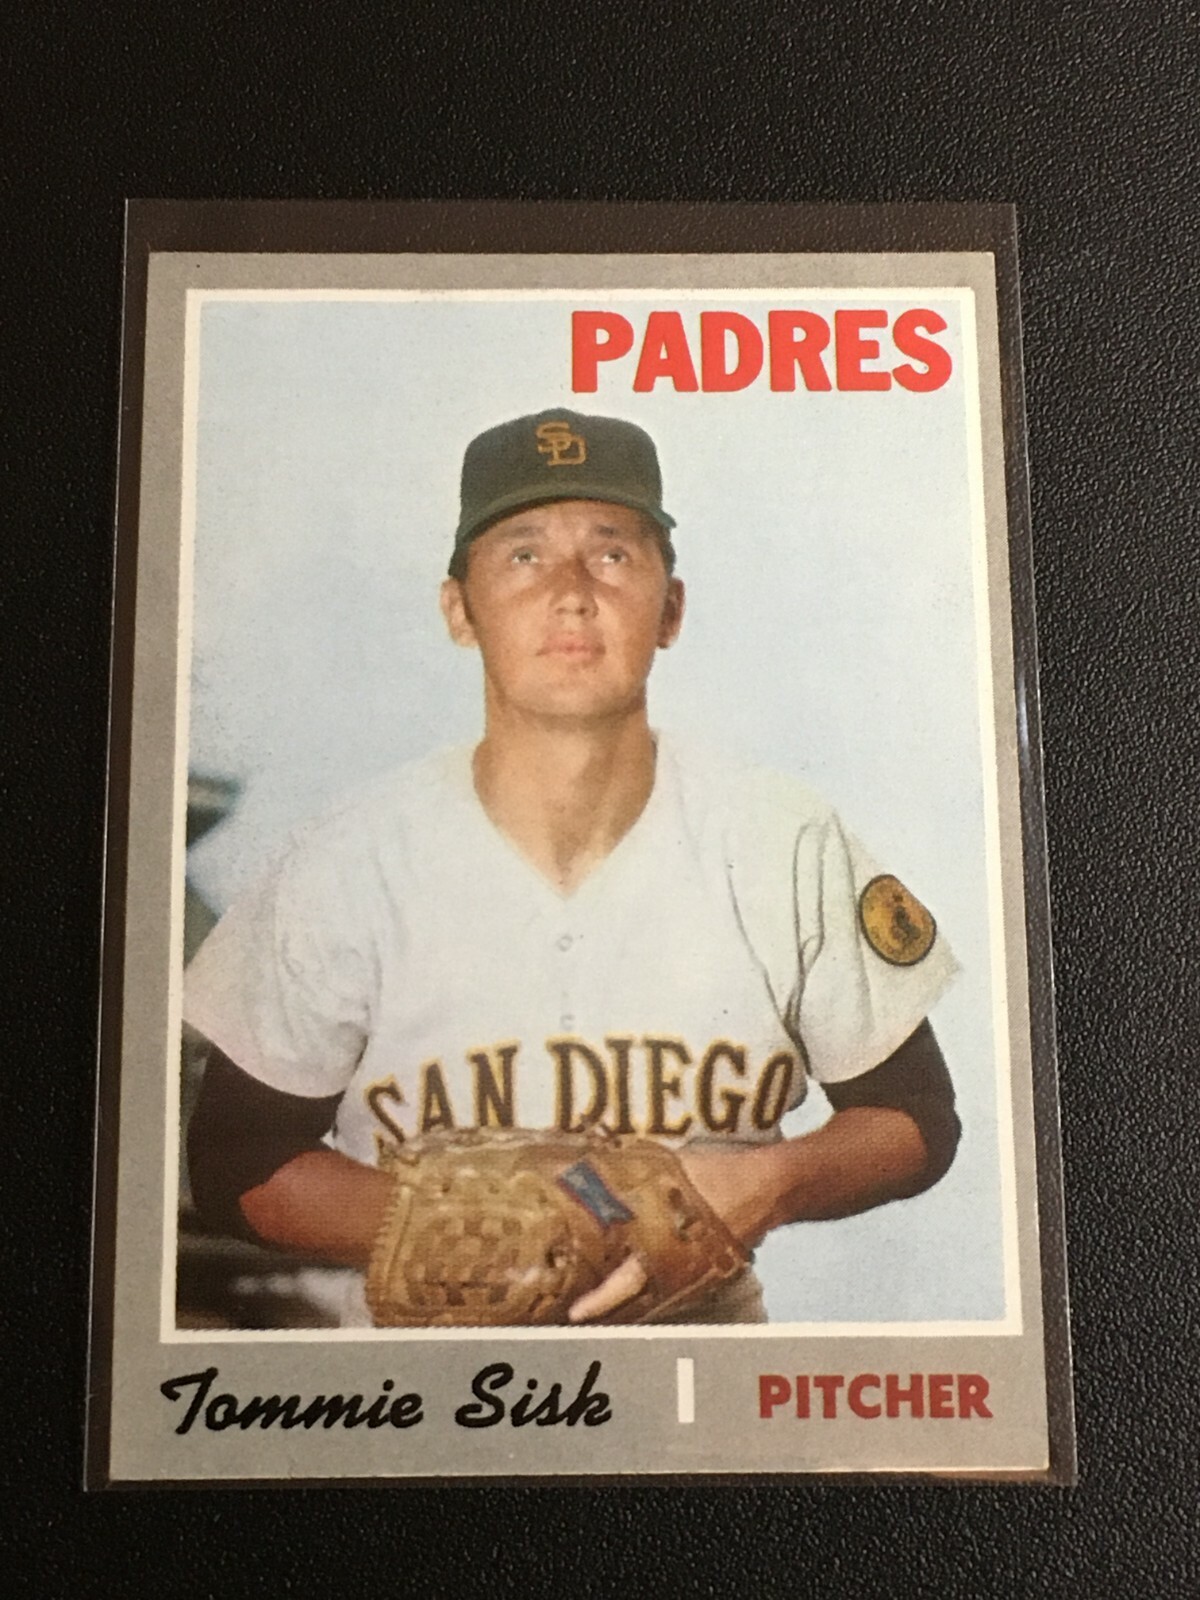 PADRES
SD
SAN DIEGO
Tommie Sisk | PITCHER